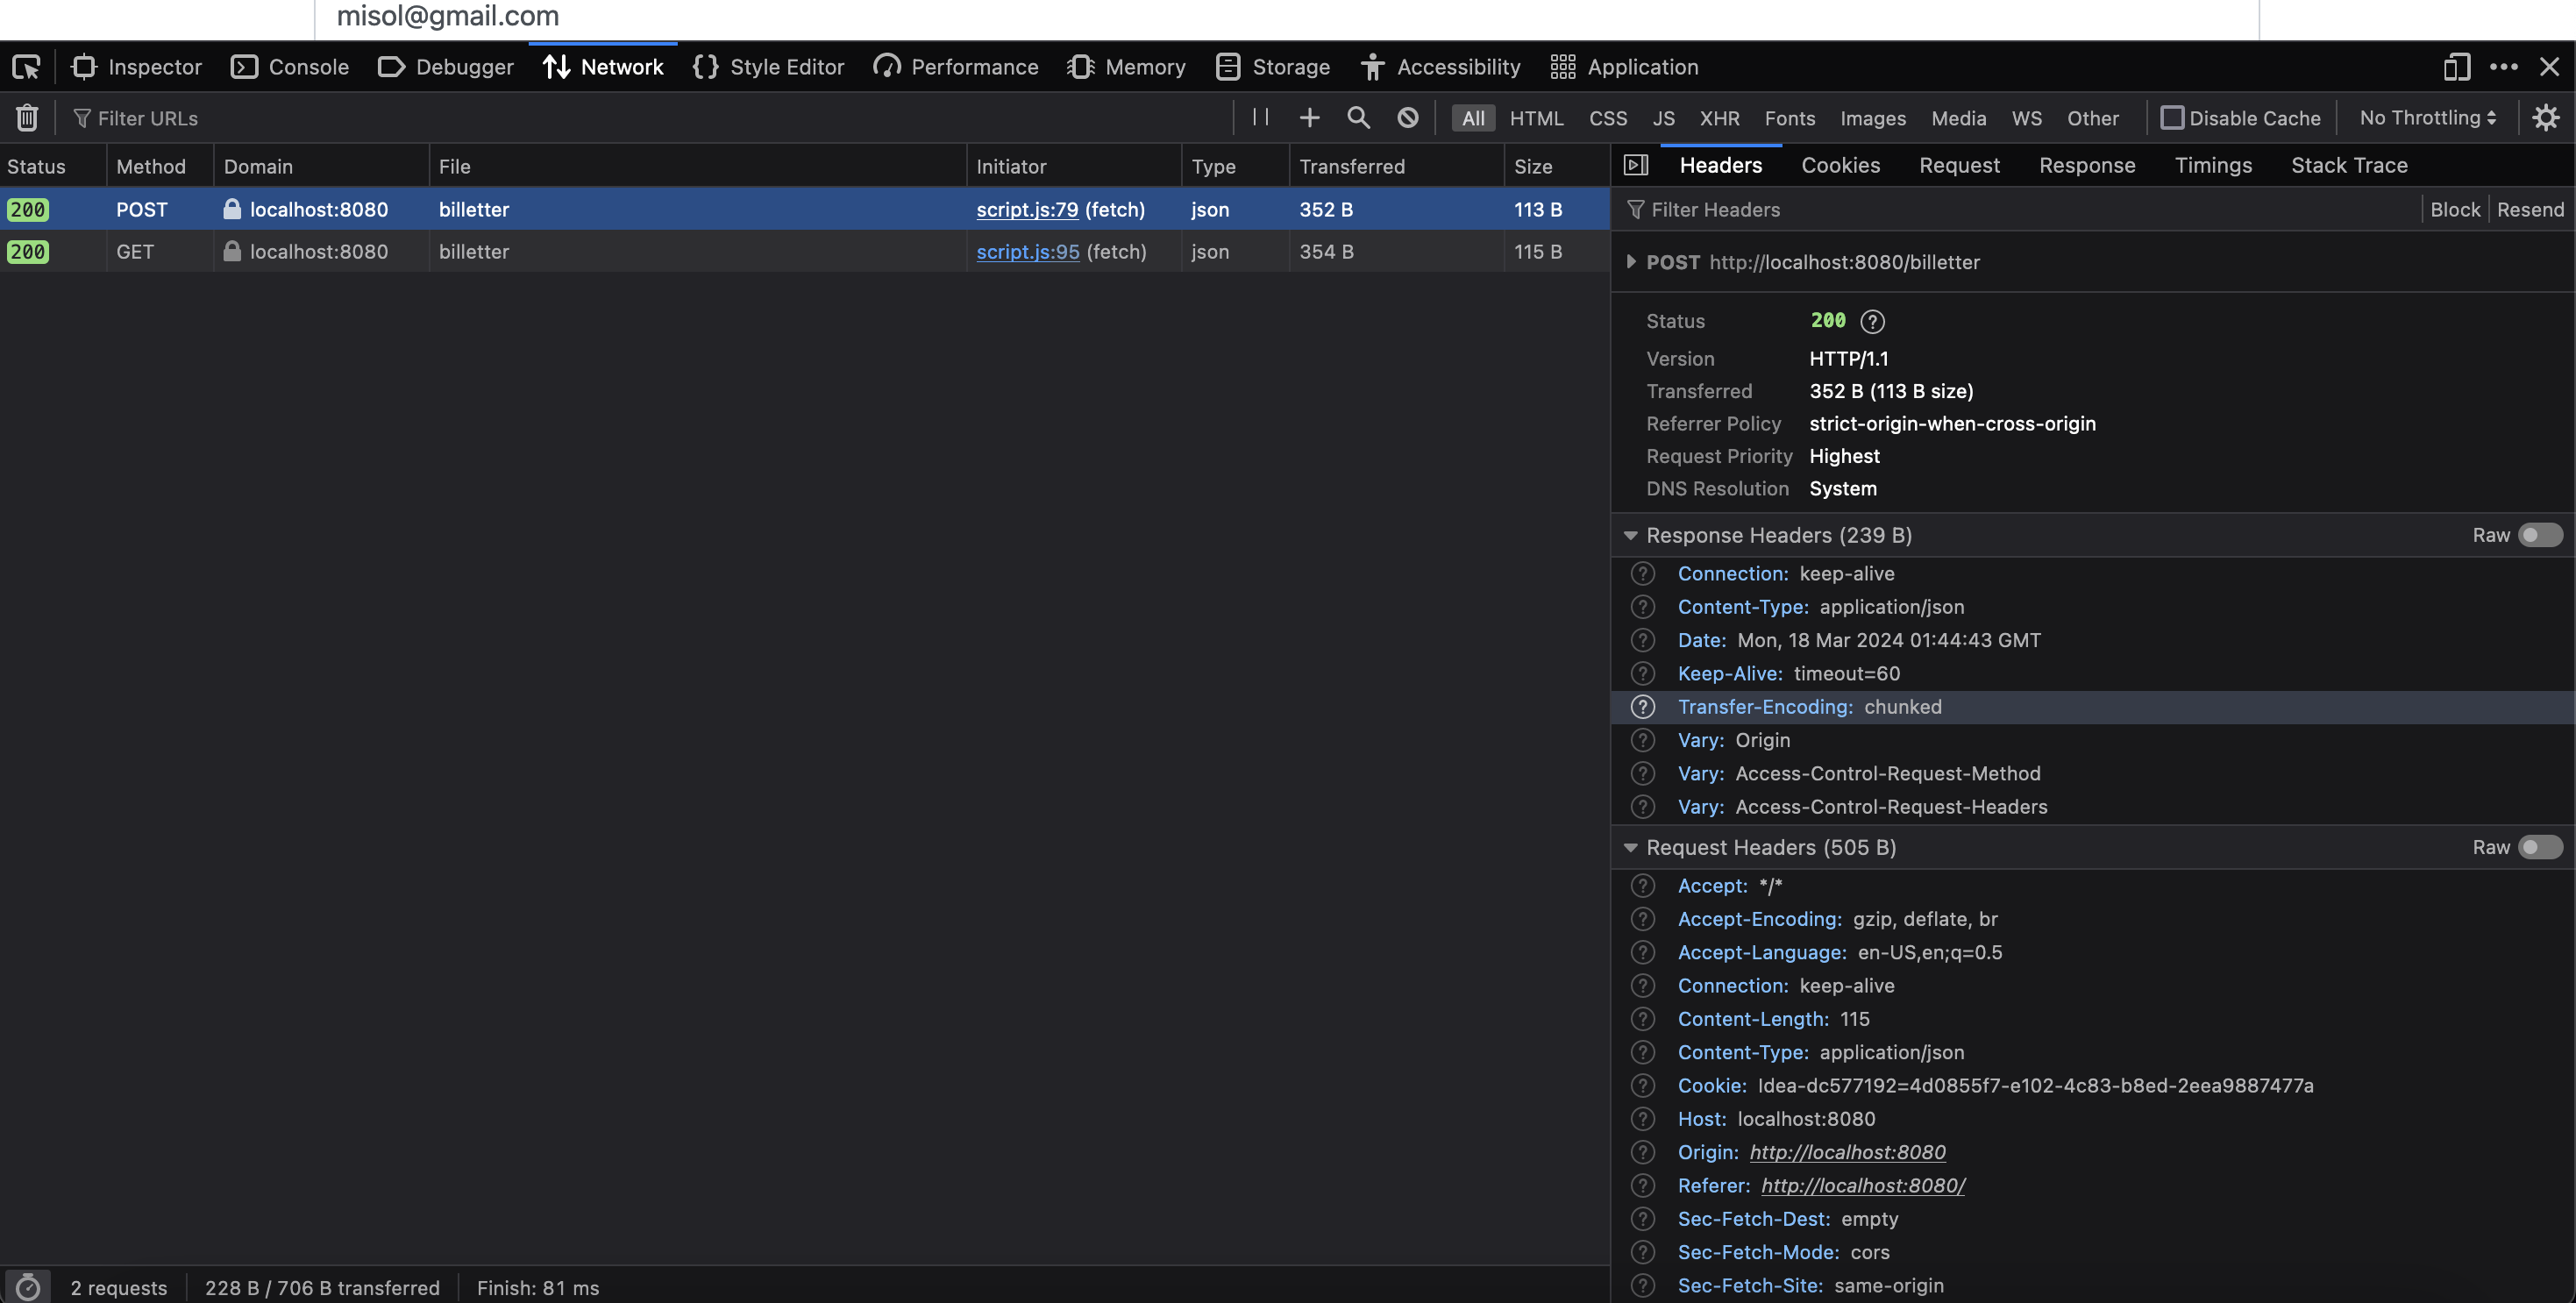 misol@gmail.com
Inspector Console Debugger Network Style Editor Performance Memory Storage Accessibility Application
Filter URLs All HTML CSS JS XHR Fonts Images Media WS Other Disable Cache No Throttling
Status Method Domain File Initiator Type Transferred Size
200 POST localhost:8080 billetter script.js:79 (fetch) json 352 B 113 B
200 GET localhost:8080 billetter script.js:95 (fetch) json 354 B 115 B
Headers Cookies Request Response Timings Stack Trace
Filter Headers Block Resend
POST http://localhost:8080/billetter
Status 200
Version HTTP/1.1
Transferred 352 B (113 B size)
Referrer Policy strict-origin-when-cross-origin
Request Priority Highest
DNS Resolution System
Response Headers (239 B) Raw
Connection: keep-alive
Content-Type: application/json
Date: Mon, 18 Mar 2024 01:44:43 GMT
Keep-Alive: timeout=60
Transfer-Encoding: chunked
Vary: Origin
Vary: Access-Control-Request-Method
Vary: Access-Control-Request-Headers
Request Headers (505 B) Raw
Accept: */*
Accept-Encoding: gzip, deflate, br
Accept-Language: en-US,en;q=0.5
Connection: keep-alive
Content-Length: 115
Content-Type: application/json
Cookie: Idea-dc577192=4d0855f7-e102-4c83-b8ed-2eea9887477a
Host: localhost:8080
Origin: http://localhost:8080
Referer: http://localhost:8080/
Sec-Fetch-Dest: empty
Sec-Fetch-Mode: cors
Sec-Fetch-Site: same-origin
2 requests 228 B / 706 B transferred Finish: 81 ms